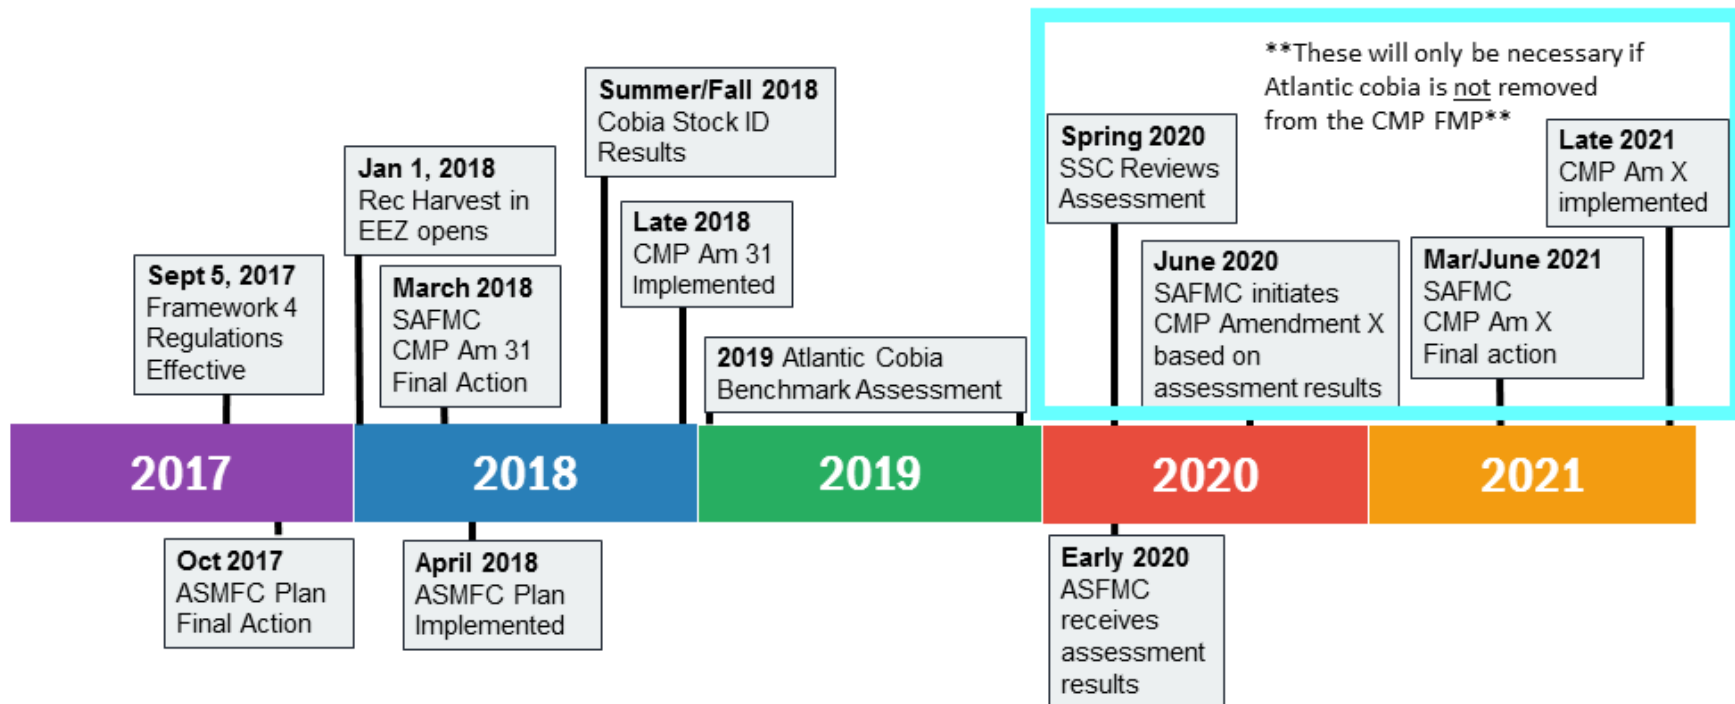 **These will only be necessary if
Atlantic cobia is not removed
from the CMP FMP**
Sept 5, 2017
Framework 4
Regulations
Effective
Jan 1, 2018
Rec Harvest in
EEZ opens
March 2018
SAFMC
CMP Am 31
Final Action
Summer/Fall 2018
Cobia Stock ID
Results
Late 2018
CMP Am 31
Implemented
2019 Atlantic Cobia
Benchmark Assessment
Spring 2020
SSC Reviews
Assessment
June 2020
SAFMC initiates
CMP Amendment X
based on
assessment results
Mar/June 2021
SAFMC
CMP Am X
Final action
Late 2021
CMP Am X
implemented
2017
2018
2019
2020
2021
Oct 2017
ASMFC Plan
Final Action
April 2018
ASMFC Plan
Implemented
Early 2020
ASFMC
receives
assessment
results